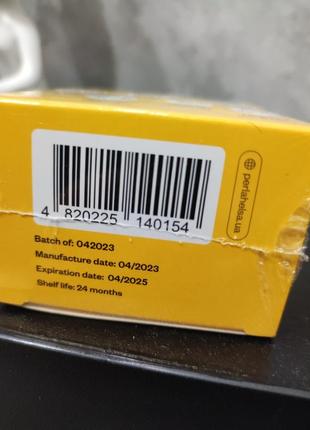 4 820225 140154
perlahelsa.ua
Batch of: 042023
Manufacture date: 04/2023
Expiration date: 04/2025
Shelf life: 24 months